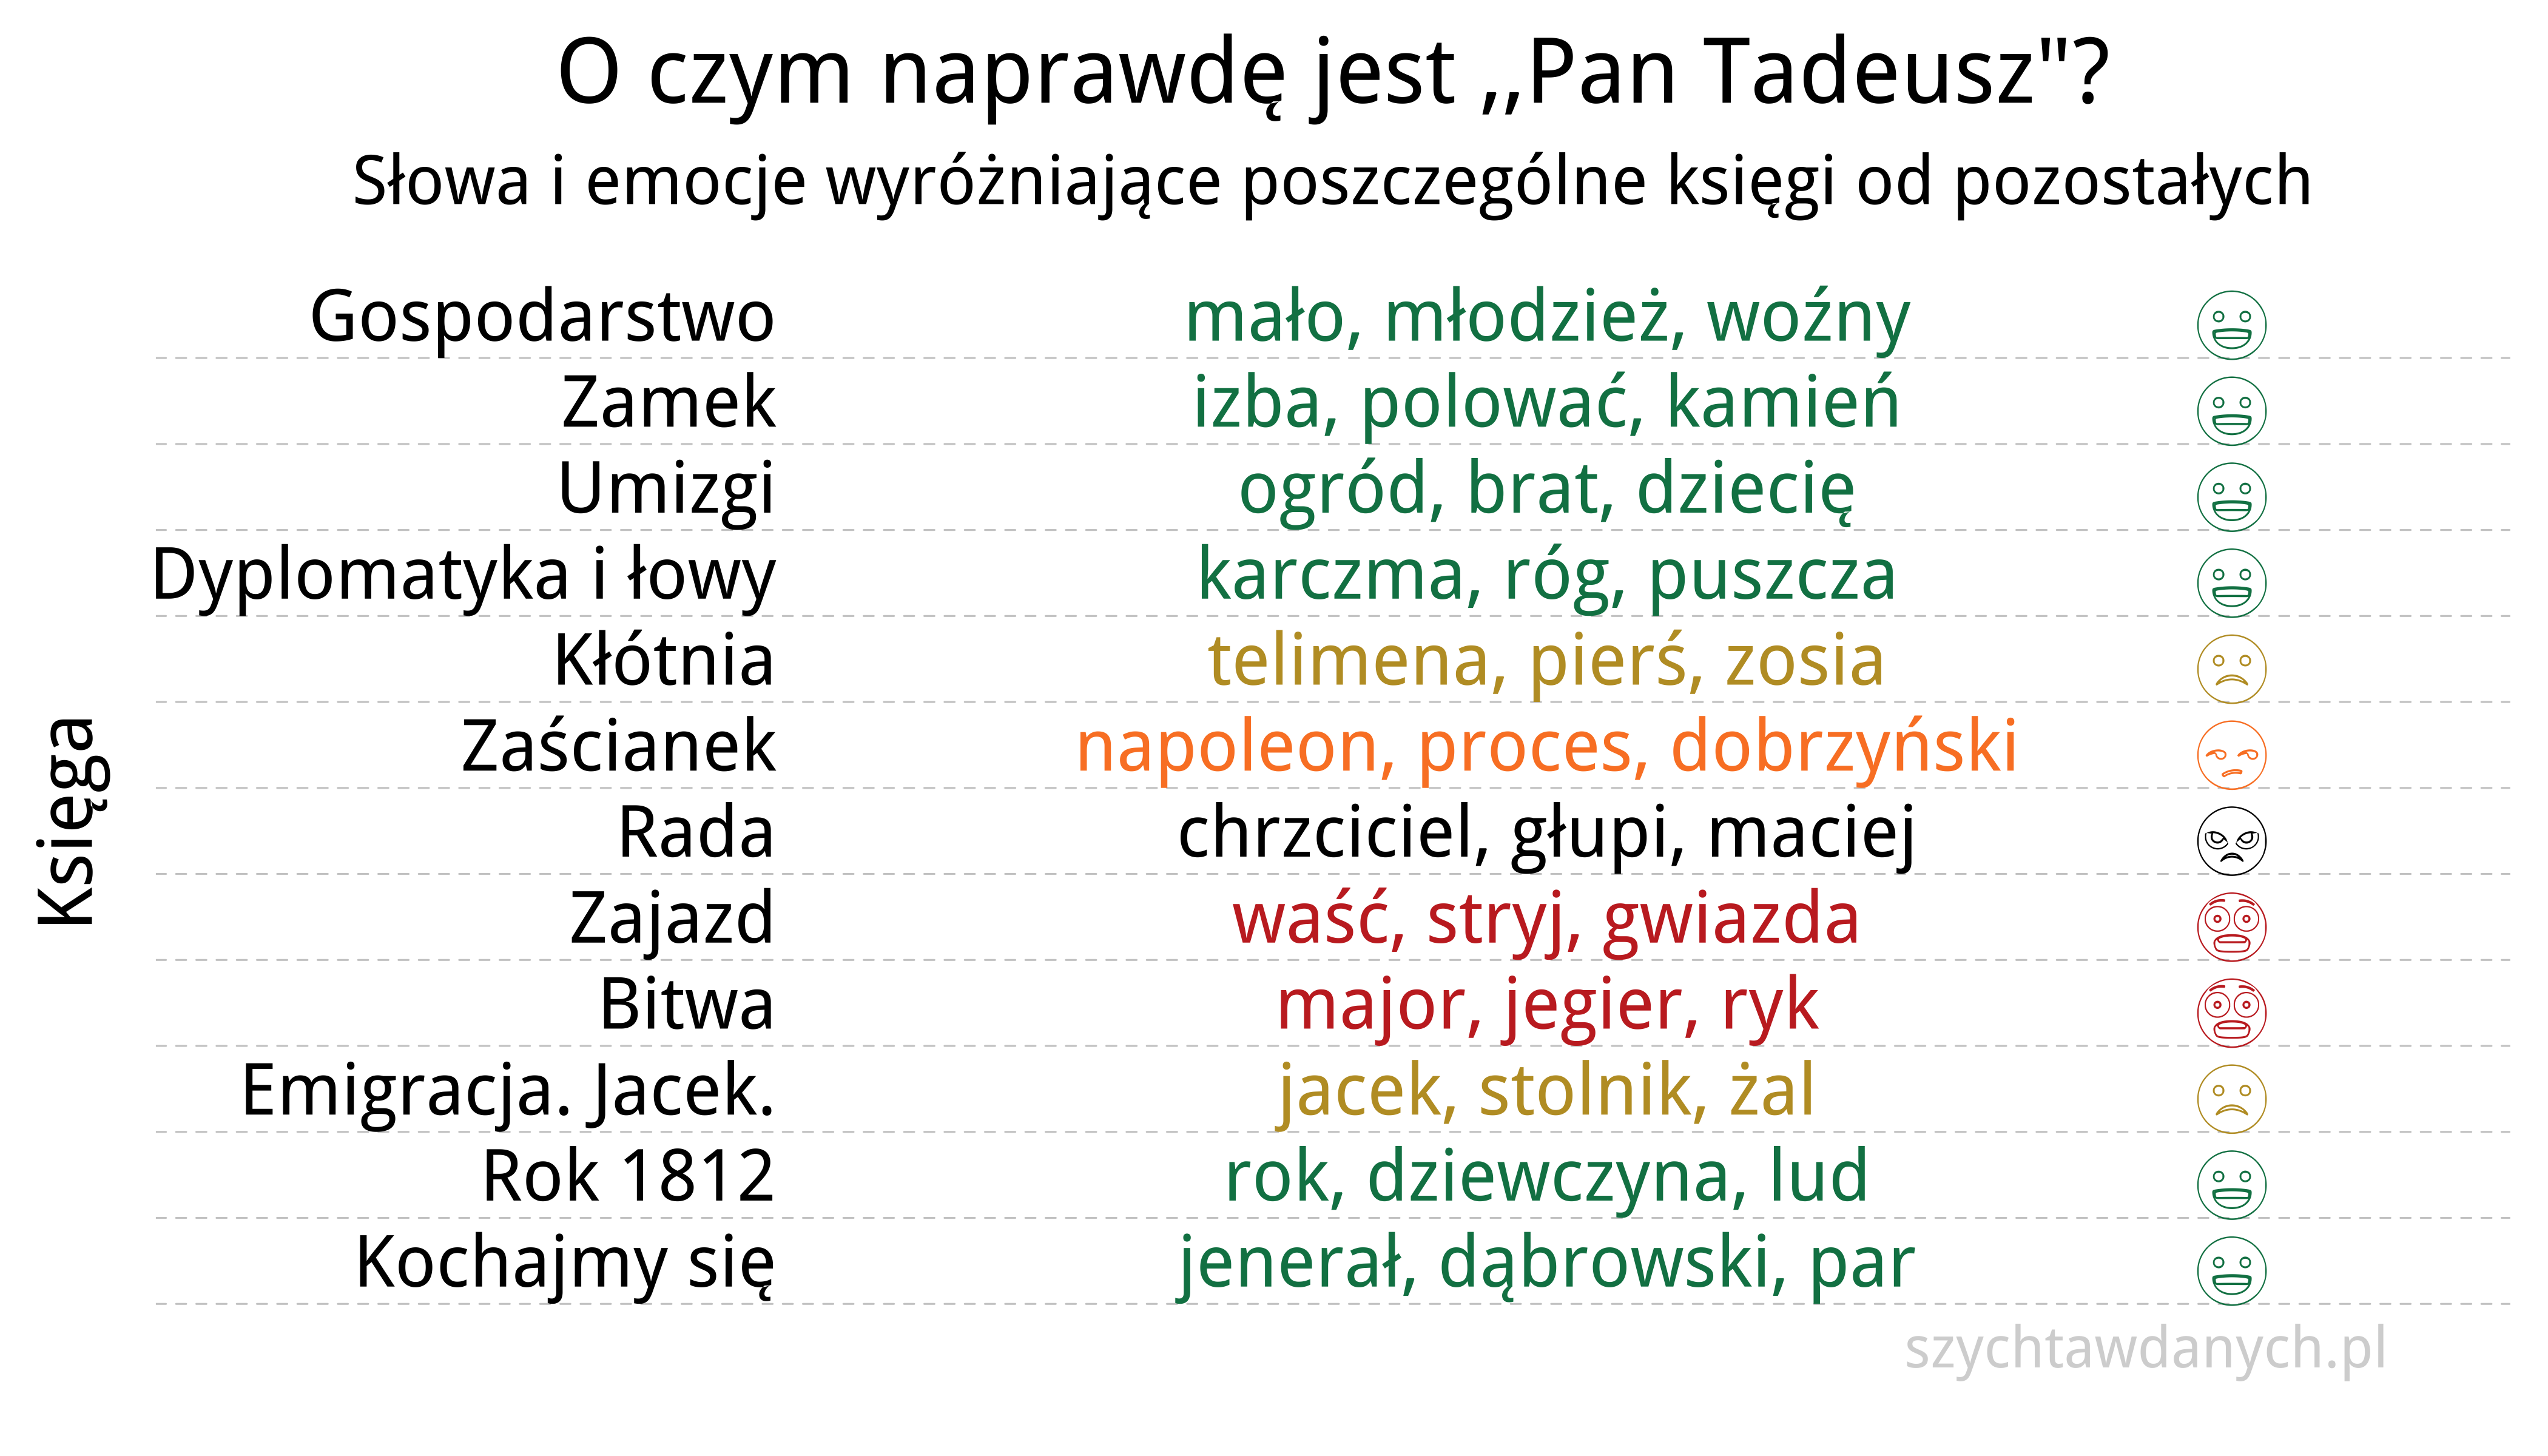 O czym naprawdę jest ,,Pan Tadeusz"?
Słowa i emocje wyróżniające poszczególne księgi od pozostałych
Księga
Gospodarstwo mało, młodzież, woźny
Zamek izba, polować, kamień
Umizgi ogród, brat, dziecię
Dyplomatyka i łowy karczma, róg, puszcza
Kłótnia telimena, pierś, zosia
Zaścianek napoleon, proces, dobrzyński
Rada chrzciciel, głupi, maciej
Zajazd waść, stryj, gwiazda
Bitwa major, jegier, ryk
Emigracja. Jacek. jacek, stolnik, żal
Rok 1812 rok, dziewczyna, lud
Kochajmy się jenerał, dąbrowski, par
szychtawdanych.pl